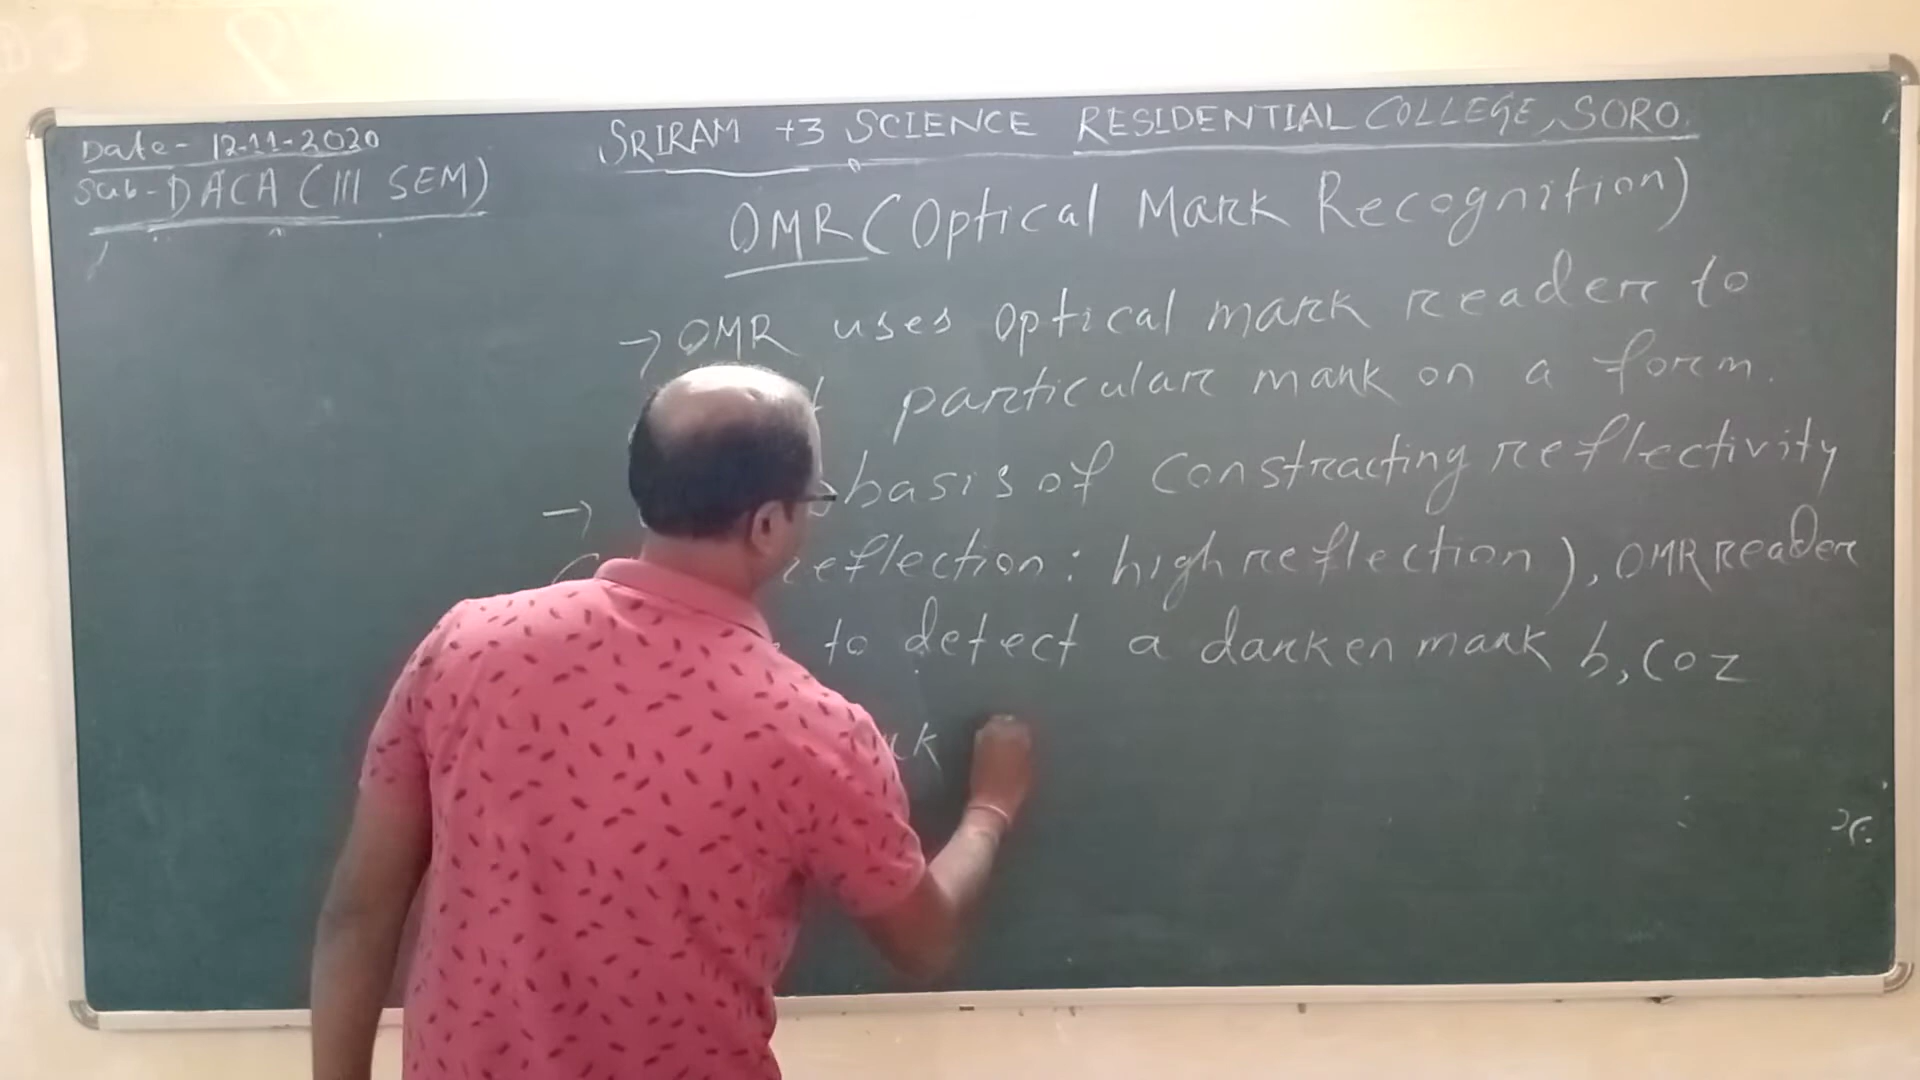 Date- 12-11-2020
SRIRAM +3 SCIENCE RESIDENTIAL COLLEGE, SORO
Sub- DACA (III SEM)
OMR (Optical Mark Recognition)
→ OMR uses optical mark reader to
particular mark on a form.
→ basis of constracting reflectivity
reflection : high reflection), OMR reader
to detect a darken mark b,coz